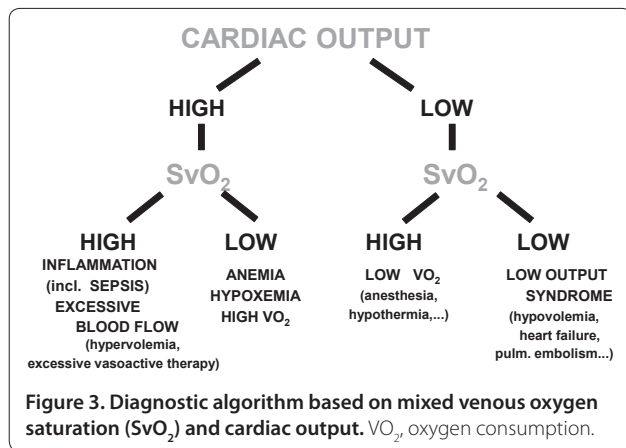 CARDIAC OUTPUT
HIGH LOW
SvO₂ SvO₂
HIGH LOW HIGH LOW
INFLAMMATION
(incl. SEPSIS)
EXCESSIVE
BLOOD FLOW
(hypervolemia,
excessive vasoactive therapy)
ANEMIA
HYPOXEMIA
HIGH VO₂
LOW VO₂
(anesthesia,
hypothermia,...)
LOW OUTPUT
SYNDROME
(hypovolemia,
heart failure,
pulm. embolism...)
Figure 3. Diagnostic algorithm based on mixed venous oxygen
saturation (SvO₂) and cardiac output. VO₂, oxygen consumption.